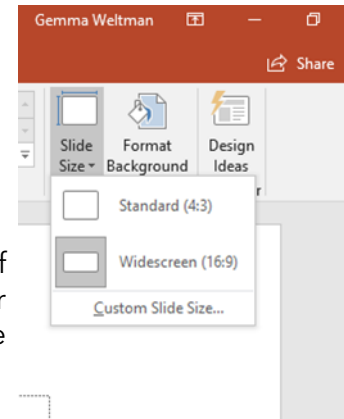 Gemma Weltman
Share
Slide Size
Format Background
Design Ideas
r
Standard (4:3)
Widescreen (16:9)
Custom Slide Size...
f
r
e